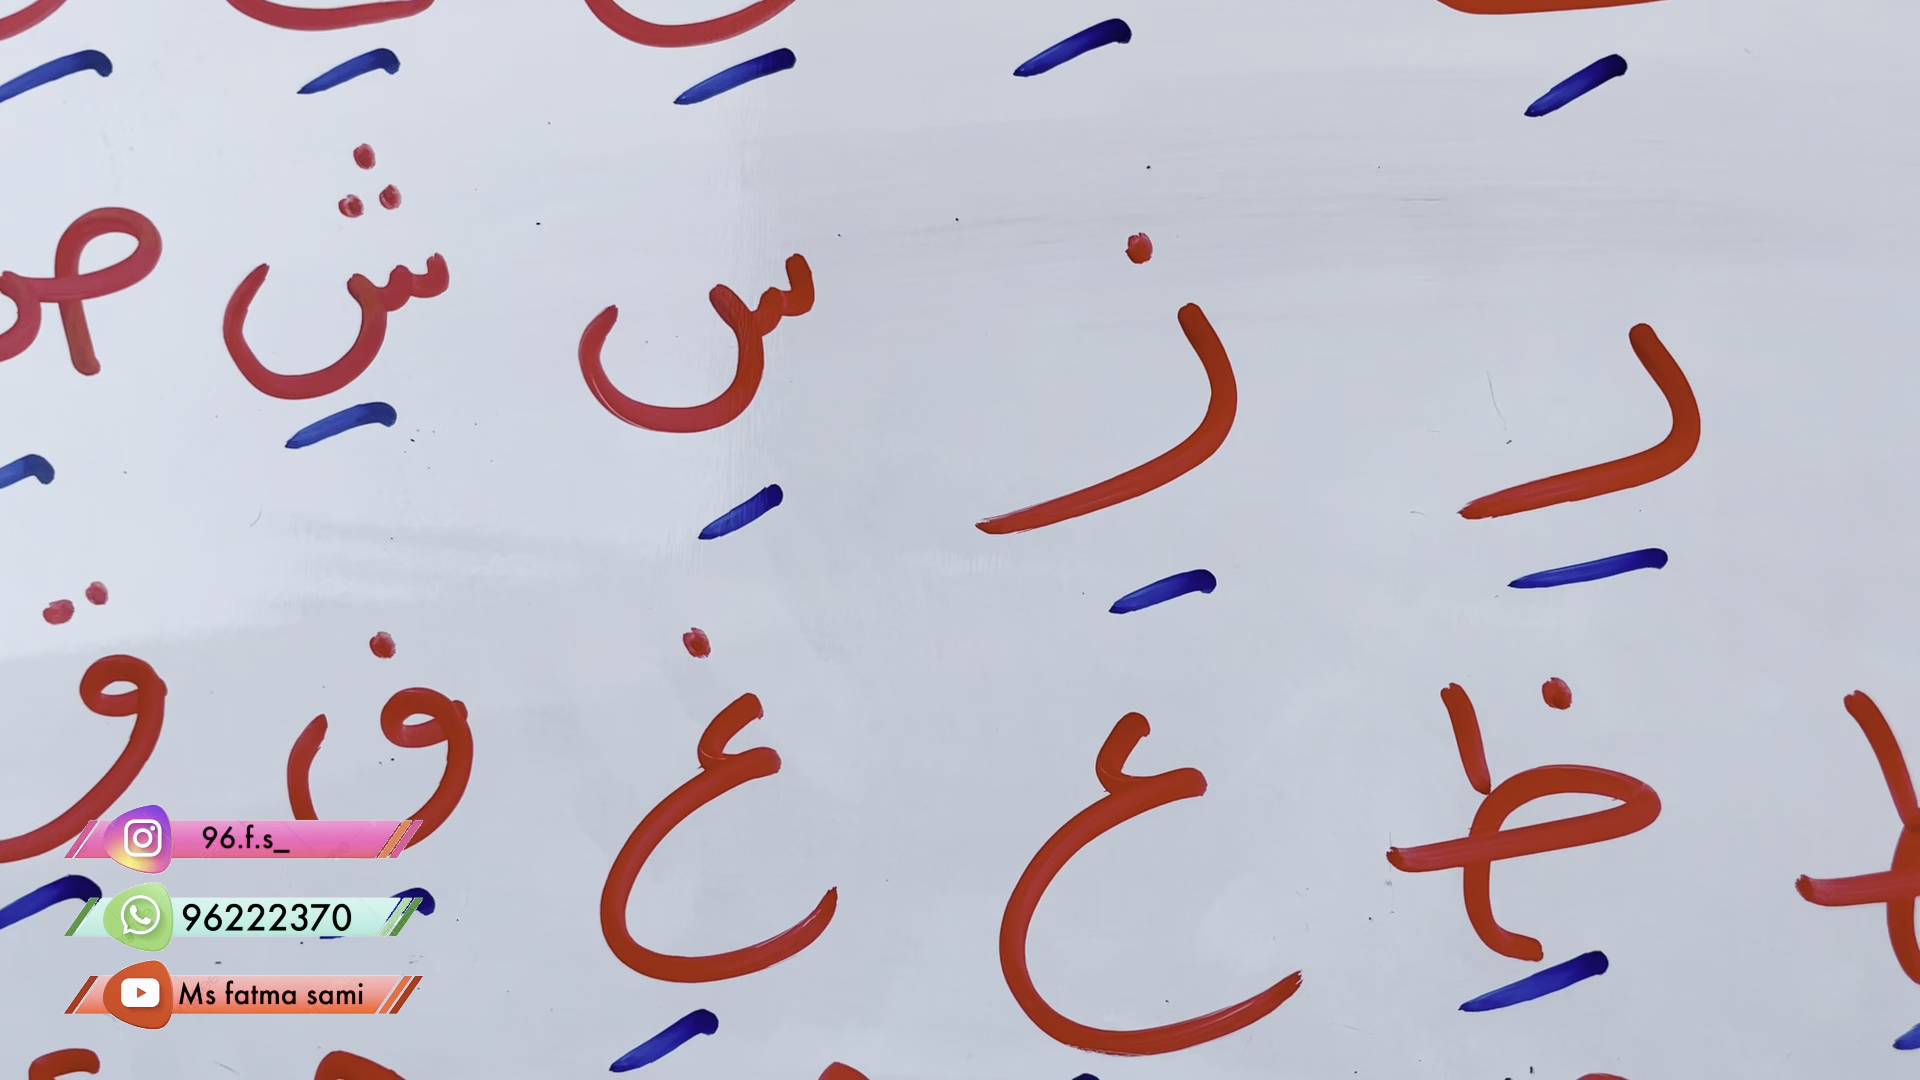 رِ زِ سِ شِ
ظِ عِ غِ فِ قِ
96.f.s_
96222370
Ms fatma sami